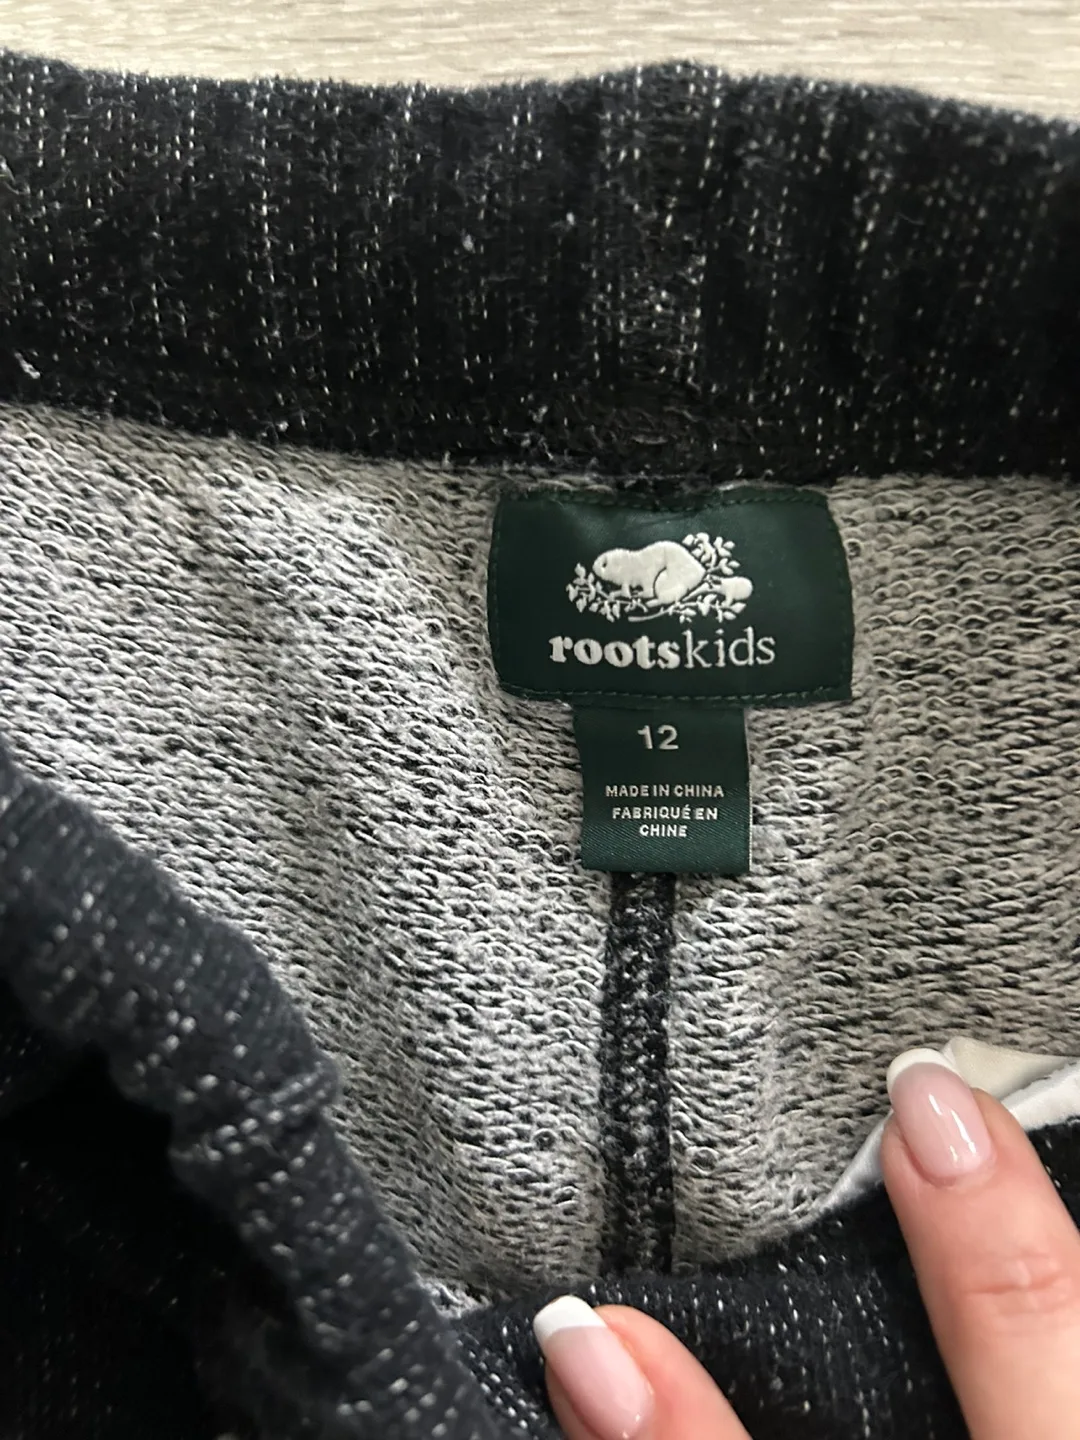 rootskids
12
MADE IN CHINA
FABRIQUÉ EN
CHINE